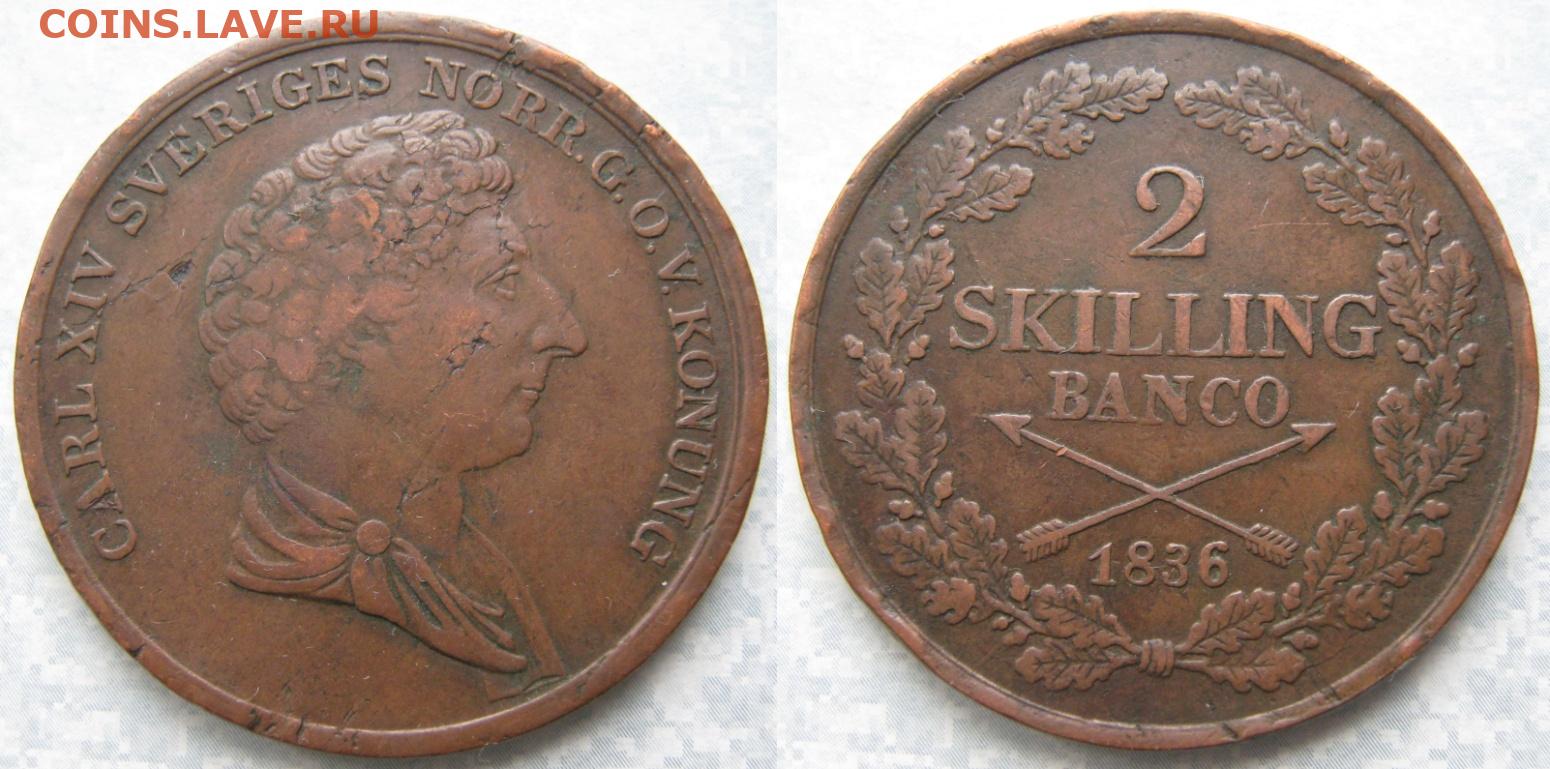 COINS.LAVE.RU
CARL XIV SVERIGES NORR. G. O. V. KONUNG
2
SKILLING
BANCO
1836